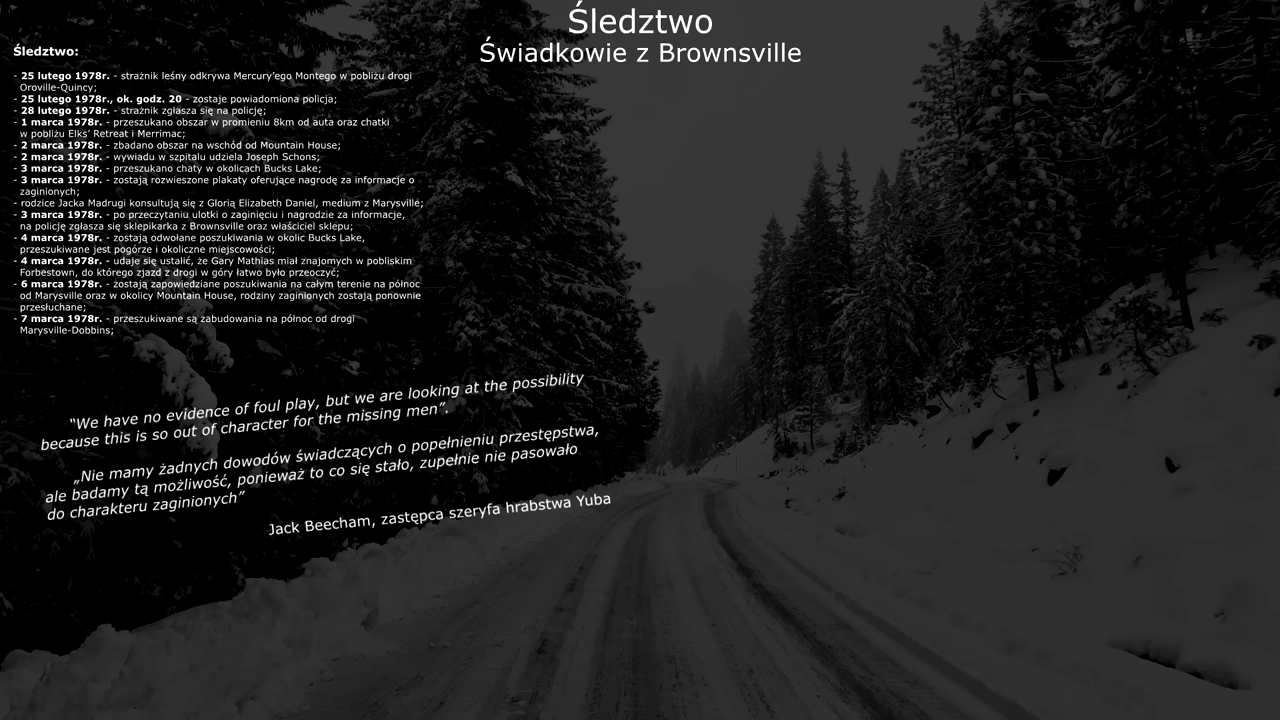 Śledztwo
Świadkowie z Brownsville
Śledztwo:
- 25 lutego 1978r. - strażnik leśny odkrywa Mercury'ego Montego w pobliżu drogi
Oroville-Quincy;
- 25 lutego 1978r., ok. godz. 20 - zostaje powiadomiona policja;
- 28 lutego 1978r. - strażnik zgłasza się na policję;
- 1 marca 1978r. - przeszukano obszar w promieniu 8km od auta oraz chatki
w pobliżu Elks' Retreat i Merrimac;
- 2 marca 1978r. - zbadano obszar na wschód od Mountain House;
- 2 marca 1978r. - wywiadu w szpitalu udziela Joseph Schons;
- 3 marca 1978r. - przeszukano chaty w okolicach Bucks Lake;
- 3 marca 1978r. - zostają rozwieszone plakaty oferujące nagrodę za informacje o
zaginionych;
- rodzice Jacka Madrugi konsultują się z Glorią Elizabeth Daniel, medium z Marysville;
- 3 marca 1978r. - po przeczytaniu ulotki o zaginięciu i nagrodzie za informacje,
na policję zgłasza się sklepikarka z Brownsville oraz właściciel sklepu;
- 4 marca 1978r. - zostają odwołane poszukiwania w okolic Bucks Lake,
przeszukiwane jest pogórze i okoliczne miejscowości;
- 4 marca 1978r. - udaje się ustalić, że Gary Mathias miał znajomych w pobliskim
Forbestown, do którego zjazd z drogi w góry łatwo było przeoczyć;
- 6 marca 1978r. - zostają zapowiedziane poszukiwania na całym terenie na północ
od Marysville oraz w okolicy Mountain House, rodziny zaginionych zostają ponownie
przesłuchane;
- 7 marca 1978r. - przeszukiwane są zabudowania na północ od drogi
Marysville-Dobbins;
"We have no evidence of foul play, but we are looking at the possibility
because this is so out of character for the missing men".
„Nie mamy żadnych dowodów świadczących o popełnieniu przestępstwa,
ale badamy tą możliwość, ponieważ to co się stało, zupełnie nie pasowało
do charakteru zaginionych"
Jack Beecham, zastępca szeryfa hrabstwa Yuba